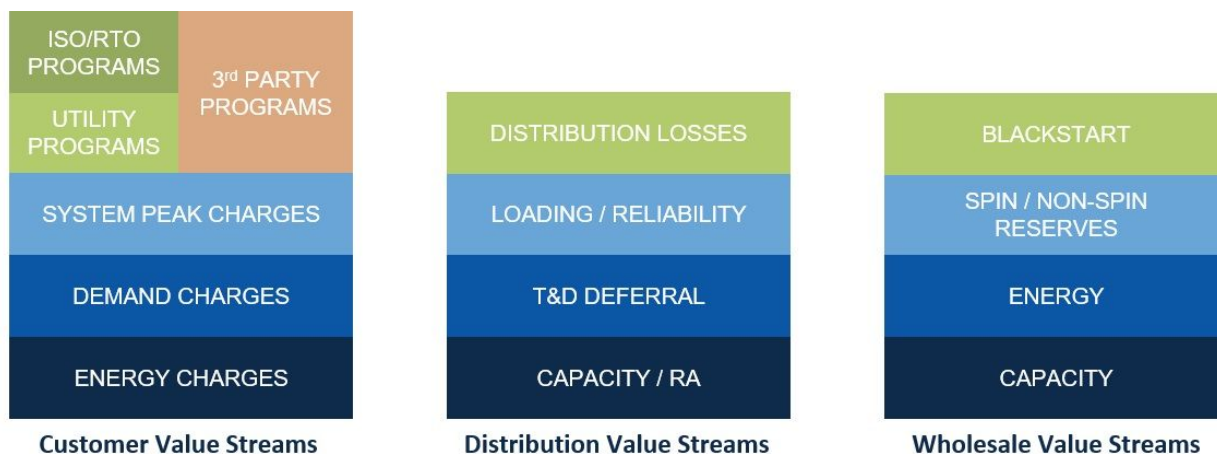 ISO/RTO
PROGRAMS
3rd PARTY
PROGRAMS
UTILITY
PROGRAMS
SYSTEM PEAK CHARGES
DEMAND CHARGES
ENERGY CHARGES
Customer Value Streams
DISTRIBUTION LOSSES
LOADING / RELIABILITY
T&D DEFERRAL
CAPACITY / RA
Distribution Value Streams
BLACKSTART
SPIN / NON-SPIN
RESERVES
ENERGY
CAPACITY
Wholesale Value Streams